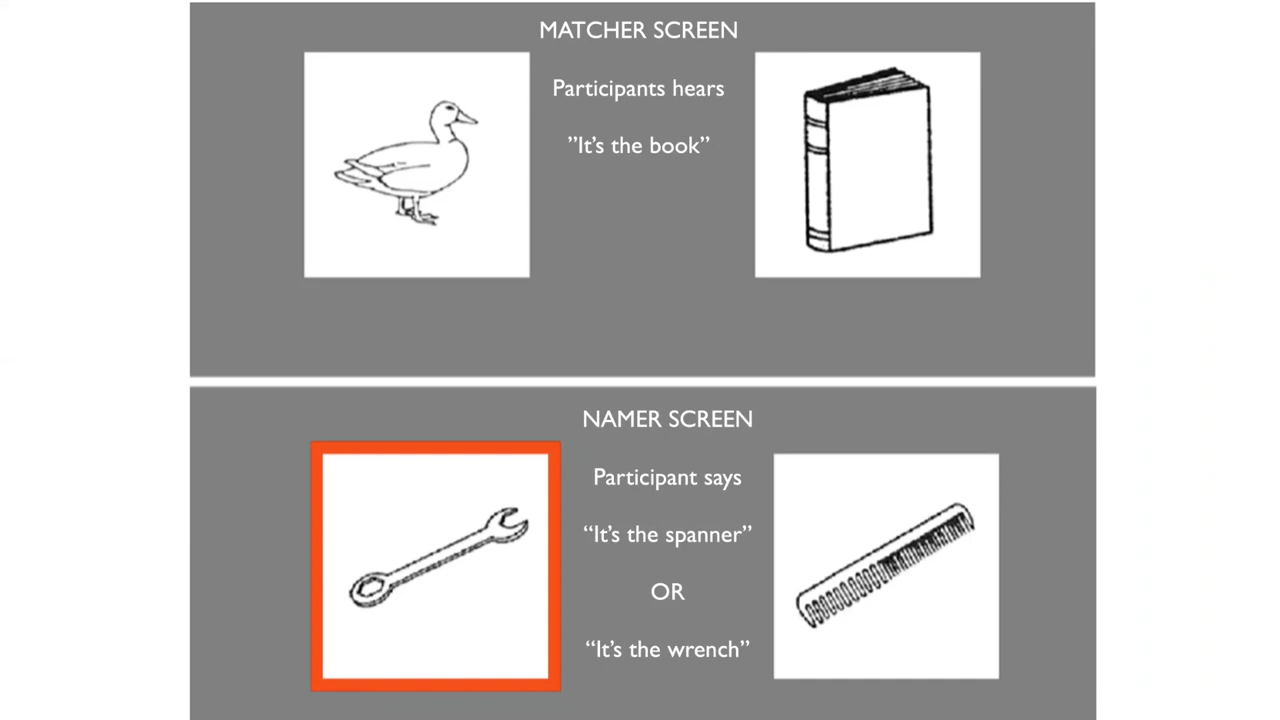 MATCHER SCREEN
Participants hears
”It’s the book”
NAMER SCREEN
Participant says
“It’s the spanner”
OR
“It’s the wrench”